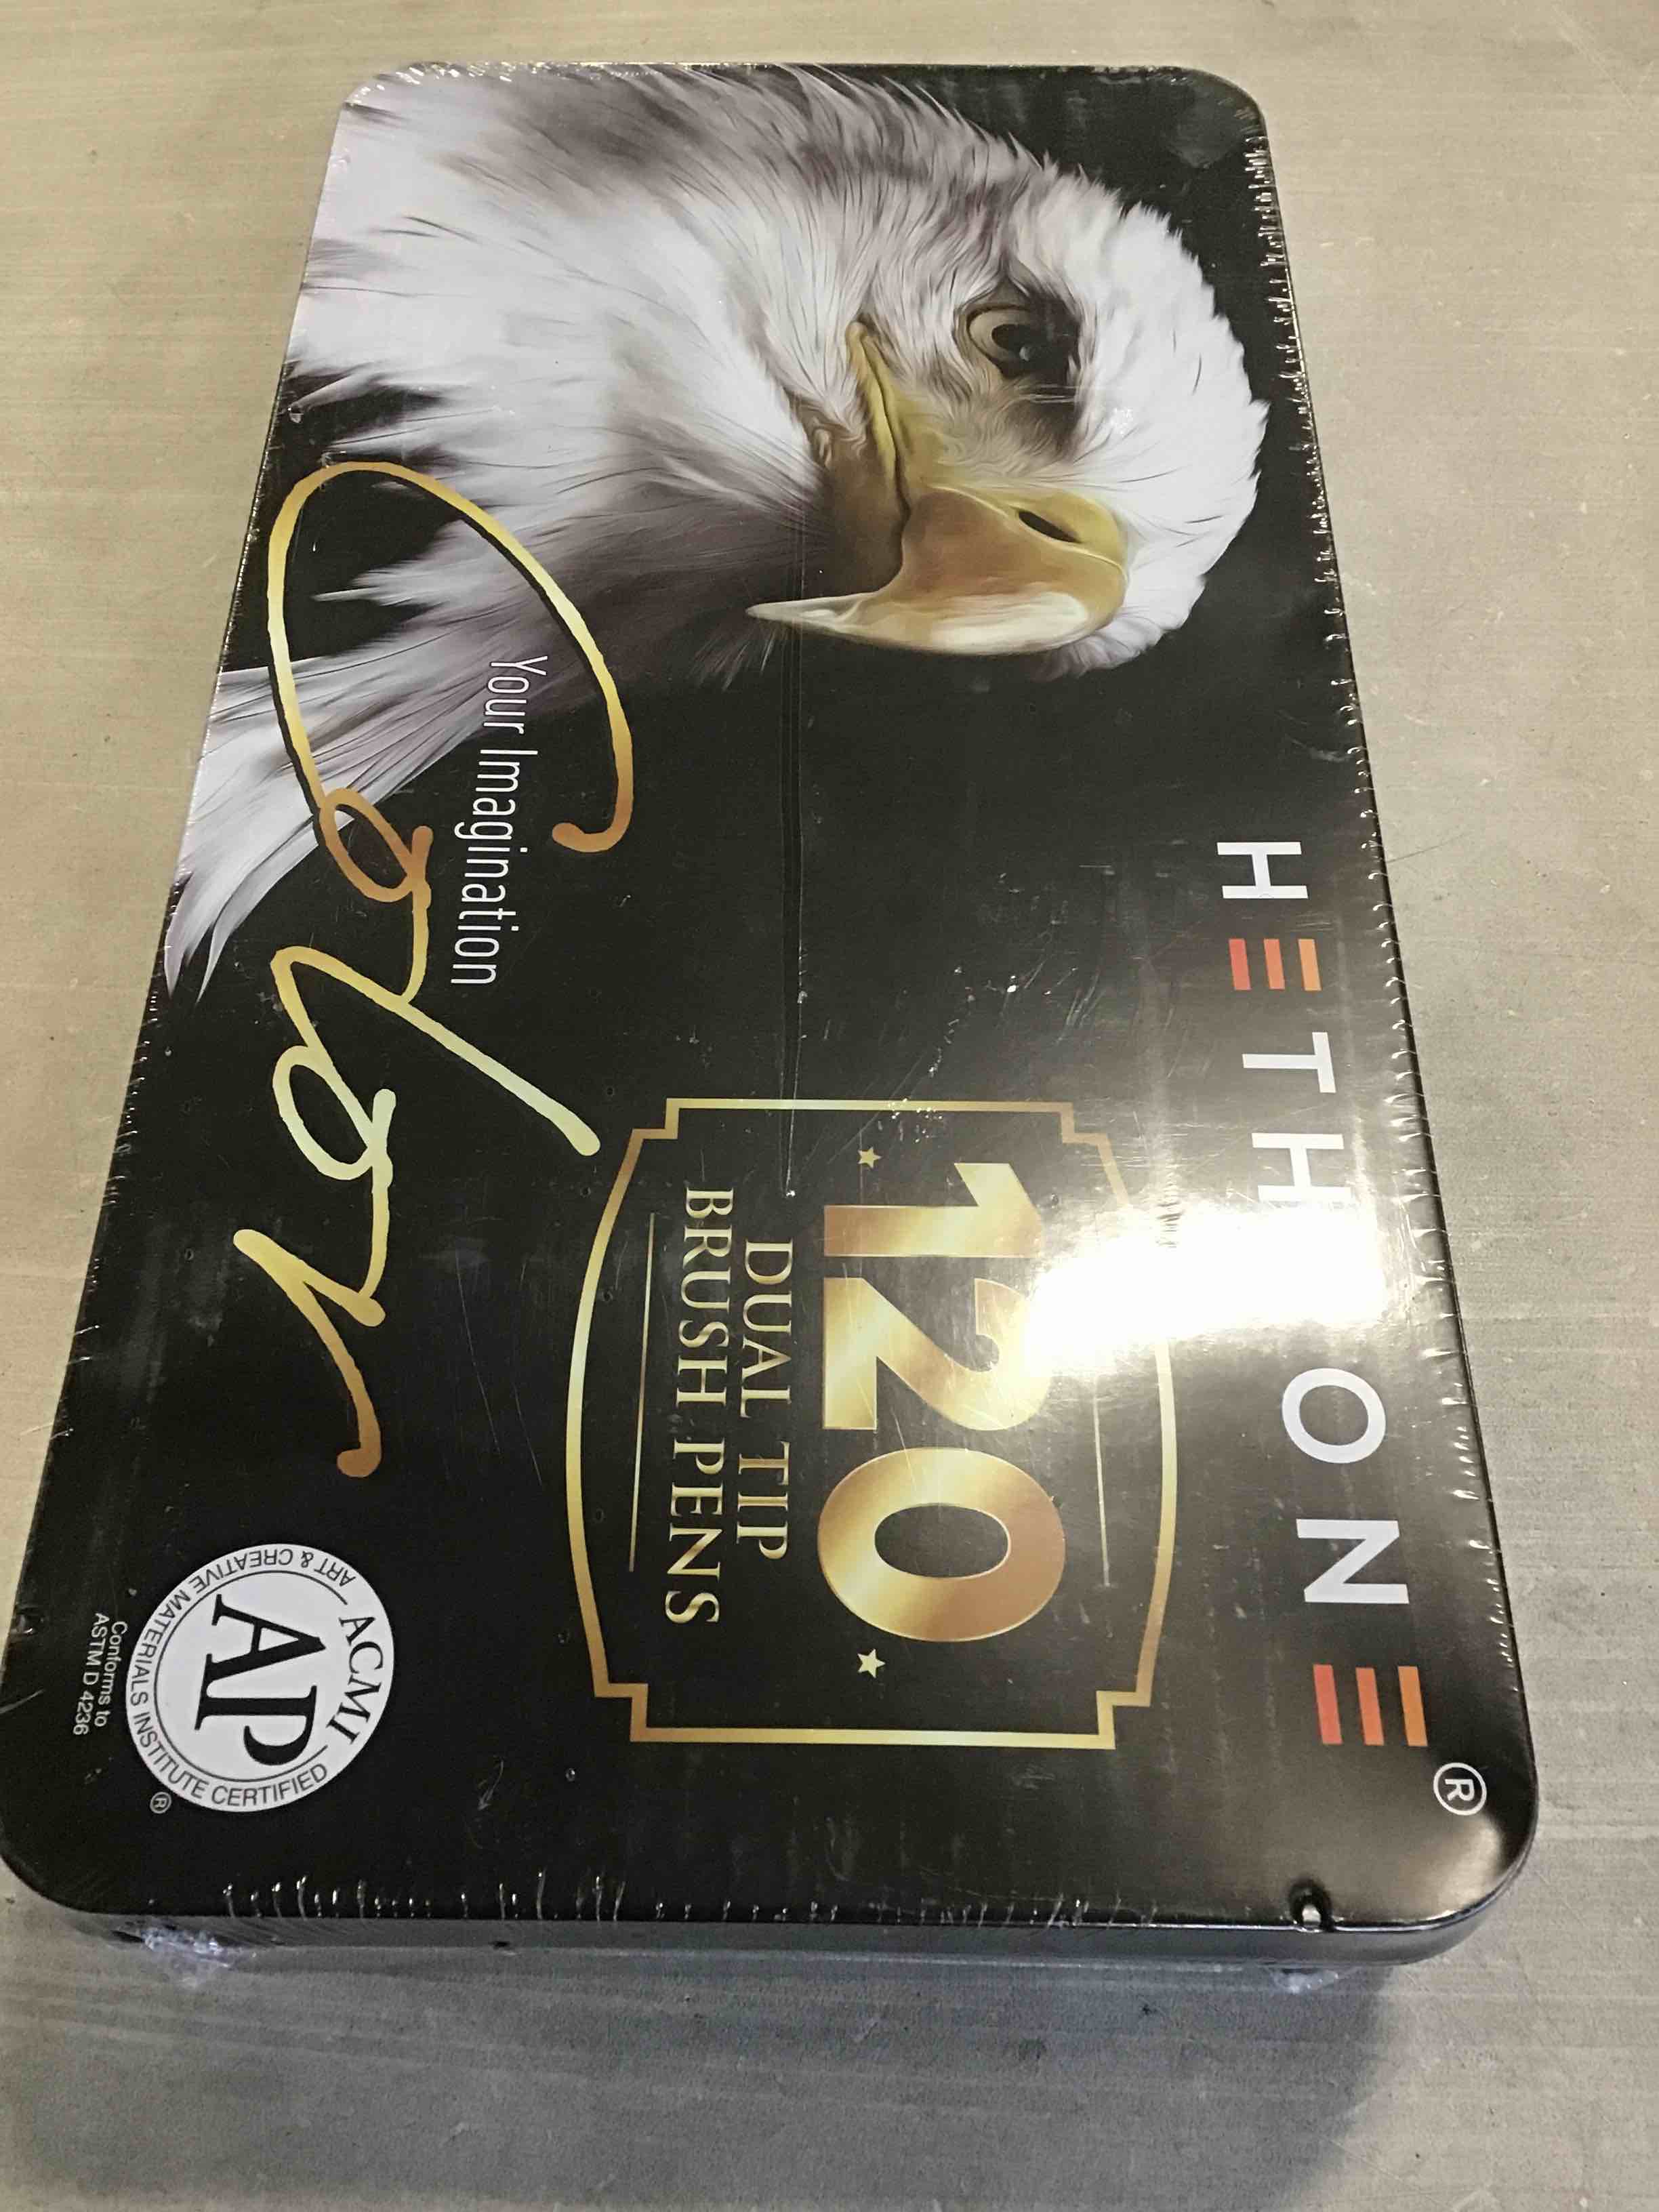 HETHRONE®
120
DUAL TIP
BRUSH PENS
Color
Your Imagination
ACMI
AP
ART & CREATIVE MATERIALS INSTITUTE CERTIFIED
®
Conforms to
ASTM D 4236